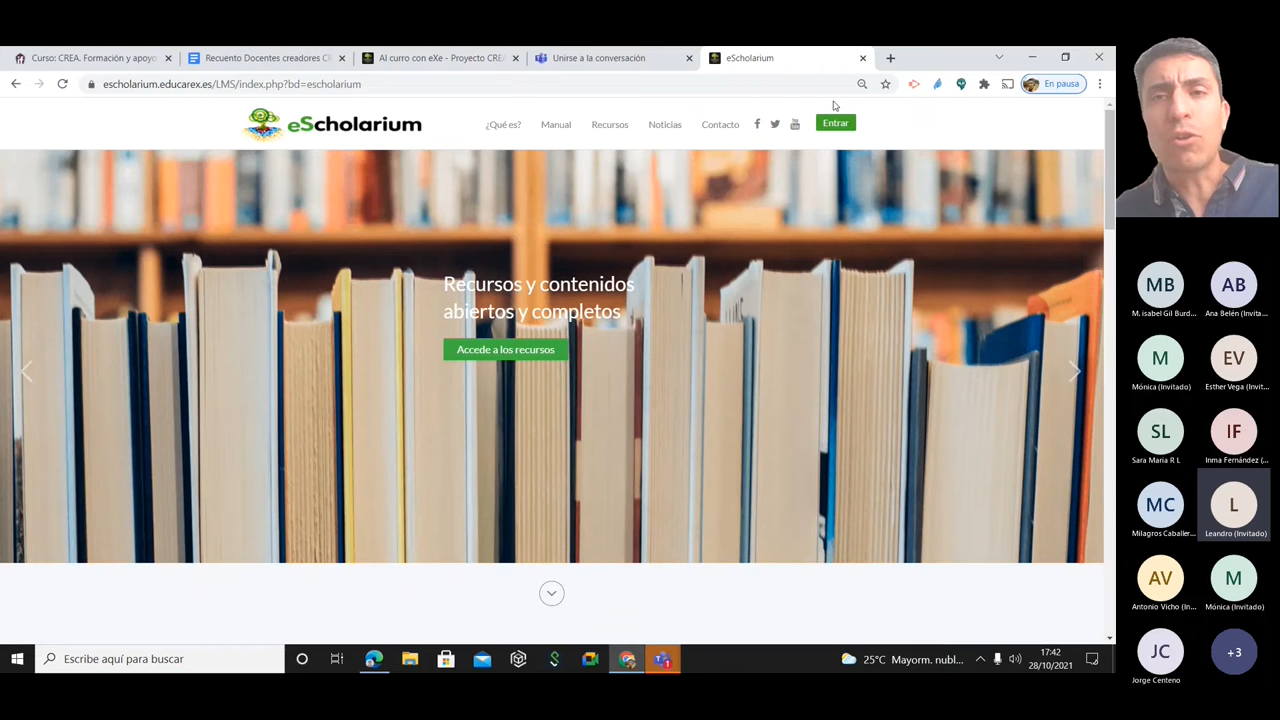 Curso: CREA. Formación y apoyo
Recuento Docentes creadores C
Al curro con eXe - Proyecto CRE
Unirse a la conversación
eScholarium
escholarium.educarex.es/LMS/index.php?bd=escholarium
En pausa
eScholarium
¿Qué es?
Manual
Recursos
Noticias
Contacto
Entrar
Recursos y contenidos
abiertos y completos
Accede a los recursos
MB
M. isabel Gil Burd...
AB
Ana Belén (Invita...
M
Mónica (Invitado)
EV
Esther Vega (Invit...
SL
Sara Maria R L
IF
Inma Fernández (...
MC
Milagros Caballer...
L
Leandro (Invitado)
AV
Antonio Vicho (In...
M
Mónica (Invitado)
JC
Jorge Centeno
+3
Escribe aquí para buscar
25°C Mayorm. nubl...
17:42
28/10/2021